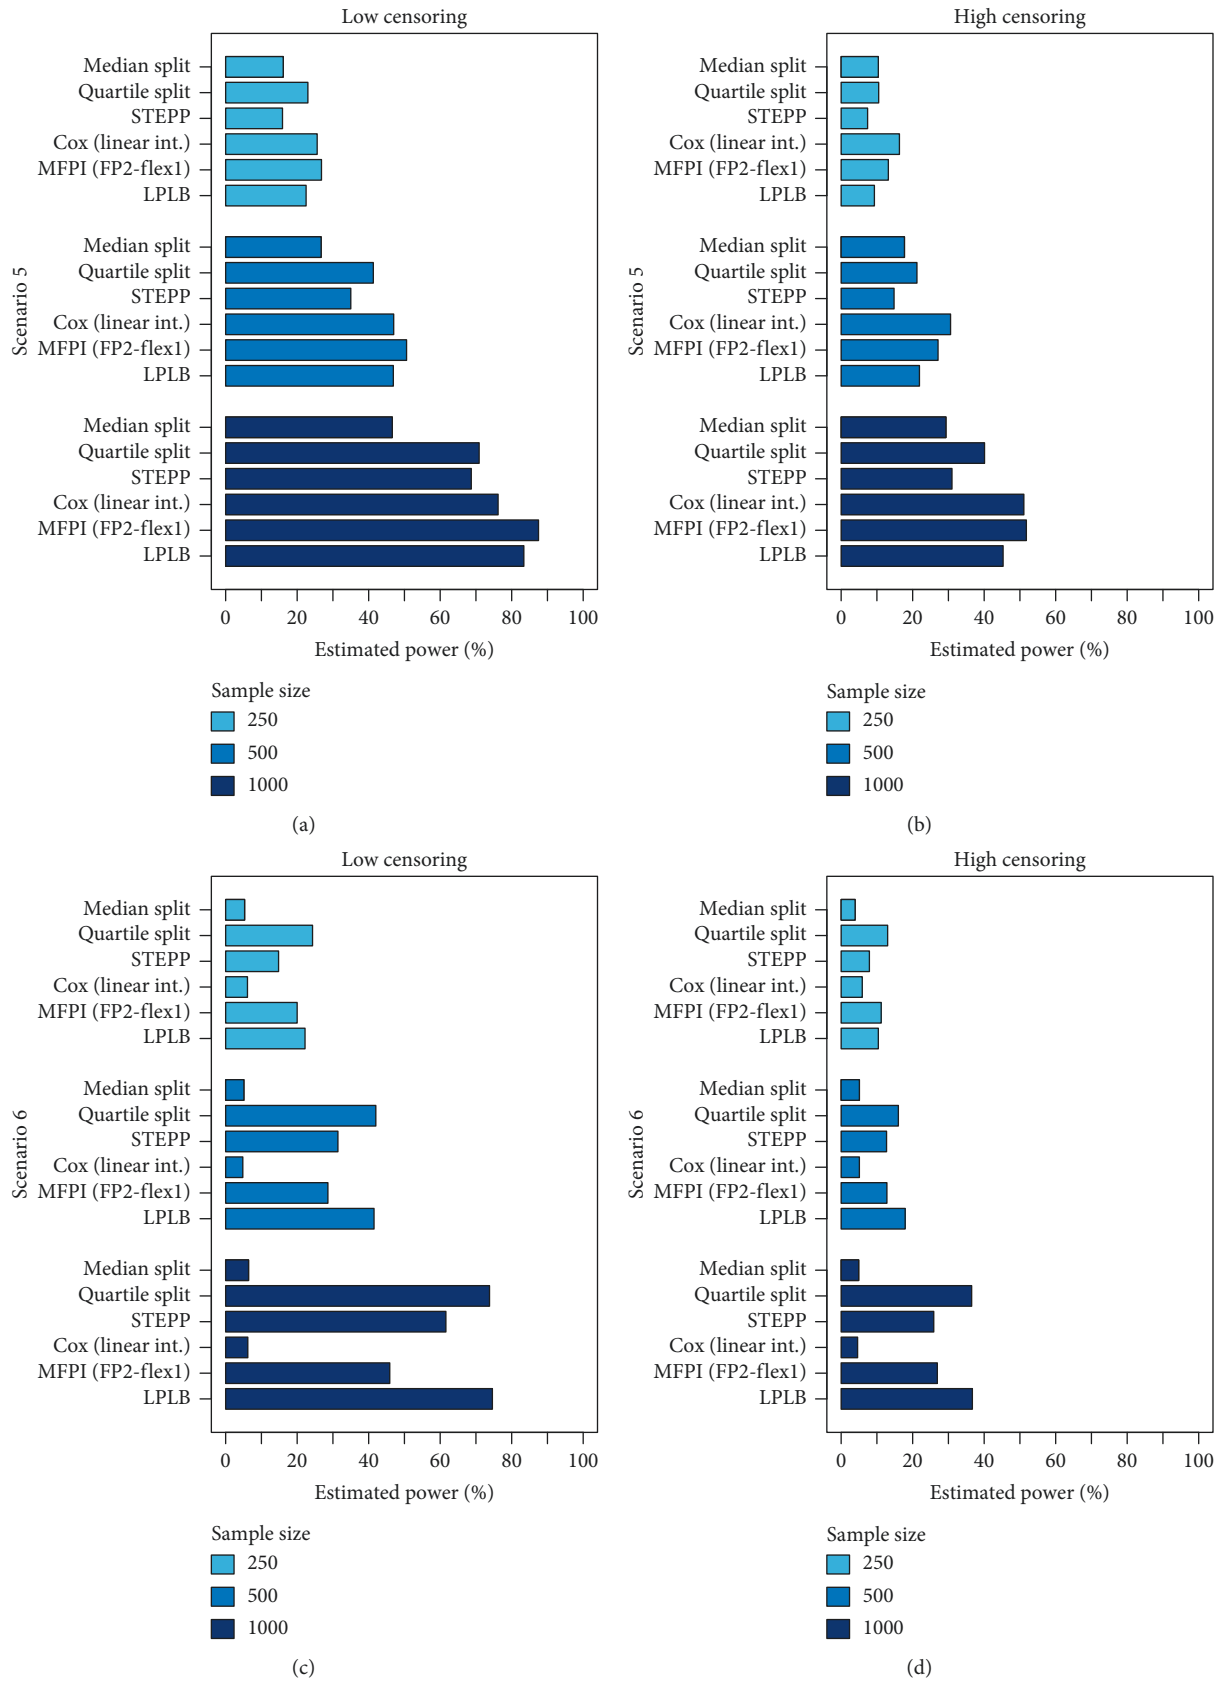 Low censoring
Scenario 5
Median split
Quartile split
STEPP
Cox (linear int.)
MFPI (FP2-flex1)
LPLB
Median split
Quartile split
STEPP
Cox (linear int.)
MFPI (FP2-flex1)
LPLB
Median split
Quartile split
STEPP
Cox (linear int.)
MFPI (FP2-flex1)
LPLB
0 20 40 60 80 100
Estimated power (%)
Sample size
250
500
1000
(a)
High censoring
Scenario 5
Median split
Quartile split
STEPP
Cox (linear int.)
MFPI (FP2-flex1)
LPLB
Median split
Quartile split
STEPP
Cox (linear int.)
MFPI (FP2-flex1)
LPLB
Median split
Quartile split
STEPP
Cox (linear int.)
MFPI (FP2-flex1)
LPLB
0 20 40 60 80 100
Estimated power (%)
Sample size
250
500
1000
(b)
Low censoring
Scenario 6
Median split
Quartile split
STEPP
Cox (linear int.)
MFPI (FP2-flex1)
LPLB
Median split
Quartile split
STEPP
Cox (linear int.)
MFPI (FP2-flex1)
LPLB
Median split
Quartile split
STEPP
Cox (linear int.)
MFPI (FP2-flex1)
LPLB
0 20 40 60 80 100
Estimated power (%)
Sample size
250
500
1000
(c)
High censoring
Scenario 6
Median split
Quartile split
STEPP
Cox (linear int.)
MFPI (FP2-flex1)
LPLB
Median split
Quartile split
STEPP
Cox (linear int.)
MFPI (FP2-flex1)
LPLB
Median split
Quartile split
STEPP
Cox (linear int.)
MFPI (FP2-flex1)
LPLB
0 20 40 60 80 100
Estimated power (%)
Sample size
250
500
1000
(d)